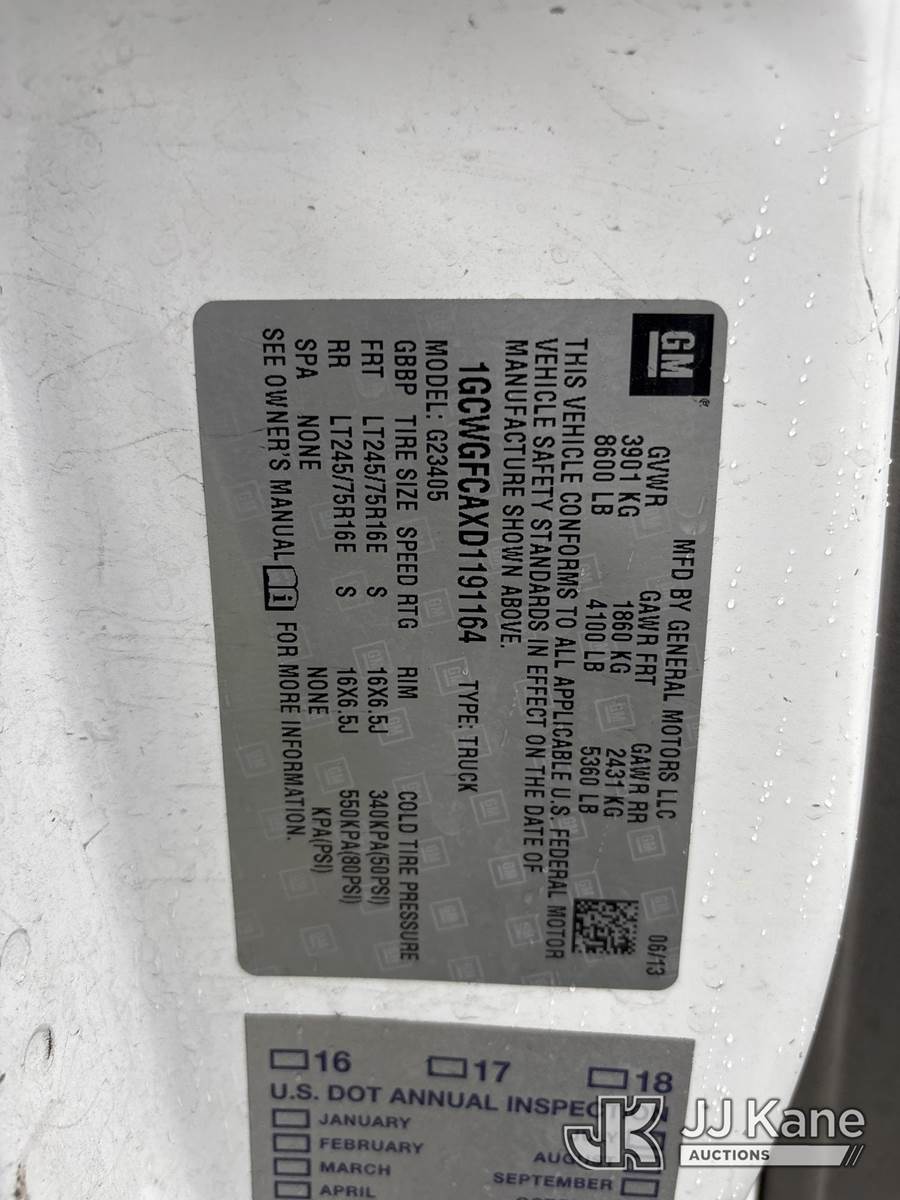 GM®
MFD BY GENERAL MOTORS LLC
06/13
GVWR GAWR FRT GAWR RR
3901 KG 1860 KG 2431 KG
8600 LB 4100 LB 5360 LB
THIS VEHICLE CONFORMS TO ALL APPLICABLE U.S. FEDERAL MOTOR
VEHICLE SAFETY STANDARDS IN EFFECT ON THE DATE OF
MANUFACTURE SHOWN ABOVE.
1GCWGFCAXD1191164 TYPE: TRUCK
MODEL: G23405
GBBP TIRE SIZE SPEED RTG RIM COLD TIRE PRESSURE
FRT LT245/75R16E S 16X6.5J 340KPA(50PSI)
RR LT245/75R16E S 16X6.5J 550KPA(80PSI)
SPA NONE NONE KPA(PSI)
SEE OWNER'S MANUAL FOR MORE INFORMATION.
16 17 18
U.S. DOT ANNUAL INSPECTION
JANUARY
FEBRUARY AUGUST
MARCH SEPTEMBER
APRIL
JK JJ Kane
AUCTIONS